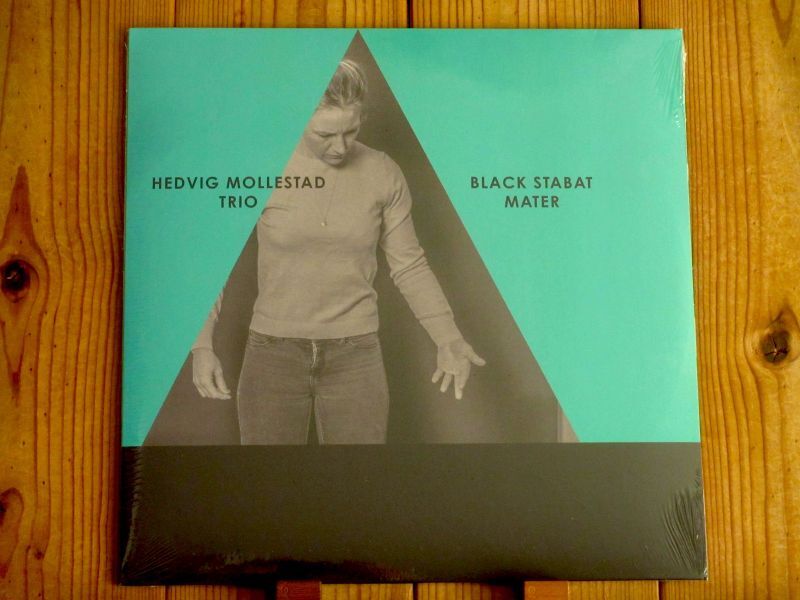 HEDVIG MOLLESTAD
TRIO
BLACK STABAT
MATER